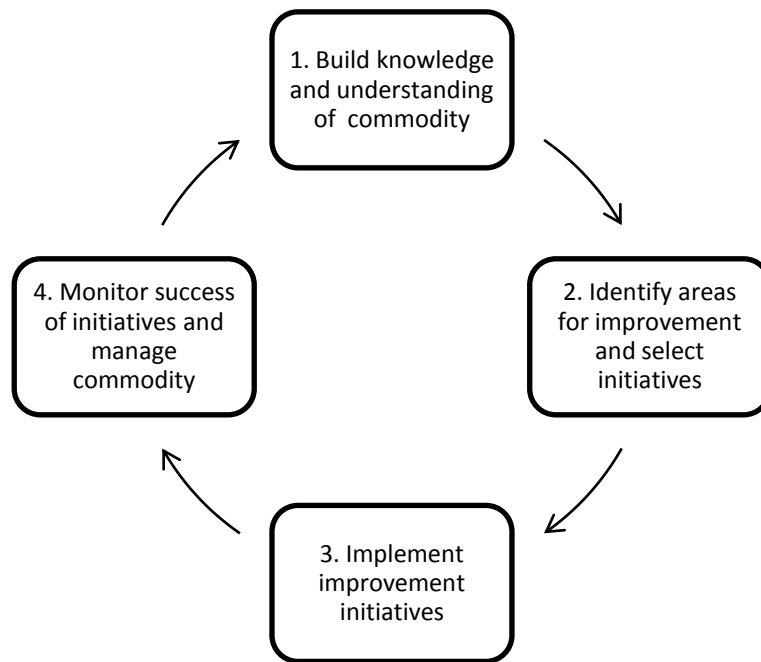 1. Build knowledge
and understanding
of commodity
2. Identify areas
for improvement
and select
initiatives
3. Implement
improvement
initiatives
4. Monitor success
of initiatives and
manage
commodity